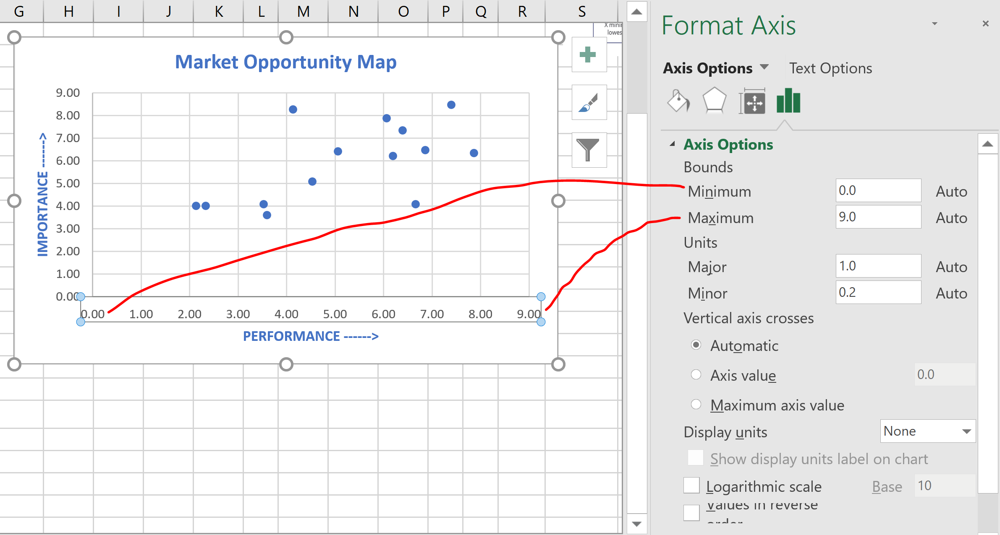 G H I J K L M N O P Q R S
X mini
lowes
Market Opportunity Map
9.00
8.00
7.00
6.00
5.00
4.00
3.00
2.00
1.00
0.00
IMPORTANCE ------->
0.00 1.00 2.00 3.00 4.00 5.00 6.00 7.00 8.00 9.00
PERFORMANCE ------>
Format Axis
Axis Options Text Options
Axis Options
Bounds
Minimum 0.0 Auto
Maximum 9.0 Auto
Units
Major 1.0 Auto
Minor 0.2 Auto
Vertical axis crosses
Automatic
Axis value 0.0
Maximum axis value
Display units None
Show display units label on chart
Logarithmic scale Base 10
Values in reverse
order